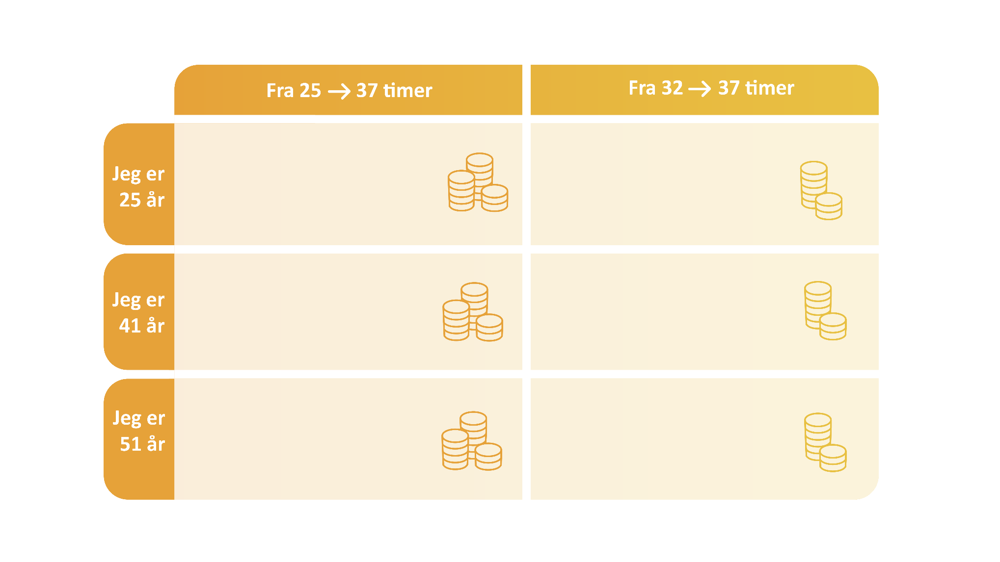 Fra 25 → 37 timer
Fra 32 → 37 timer
Jeg er
25 år
Jeg er
41 år
Jeg er
51 år